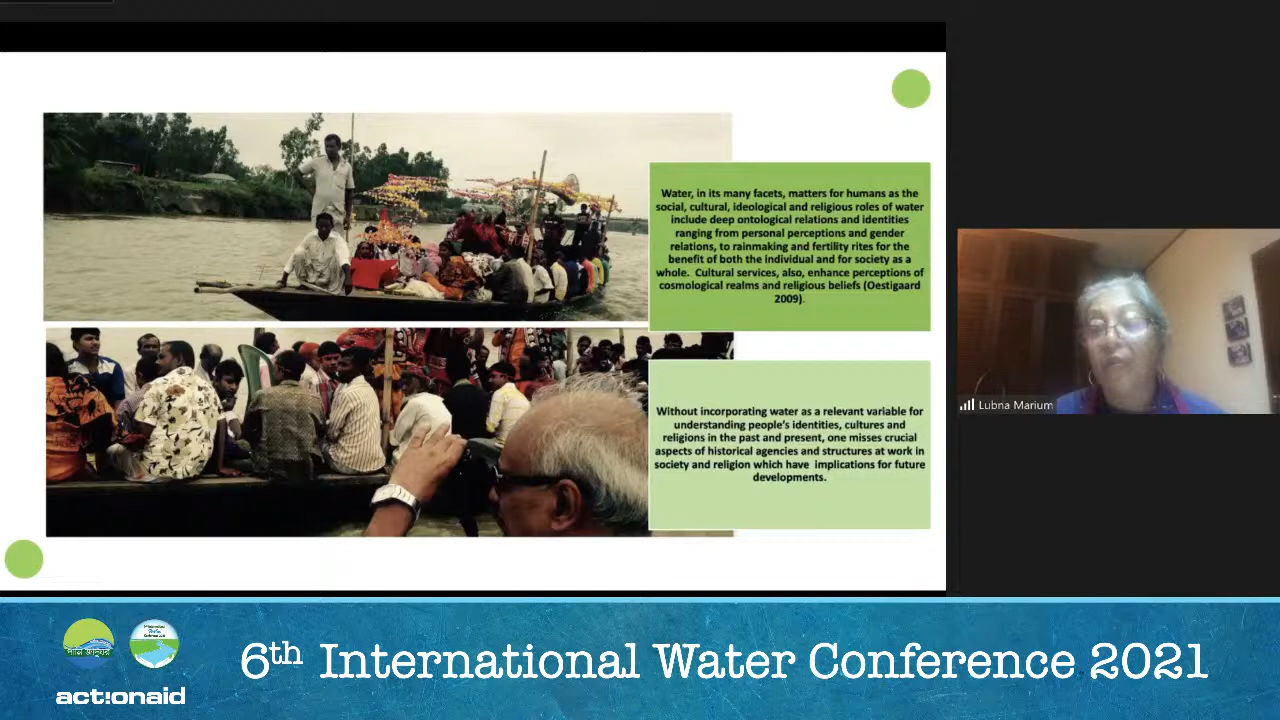 Water, in its many facets, matters for humans as the
social, cultural, ideological and religious roles of water
include deep ontological relations and identities
ranging from personal perceptions and gender
relations, to rainmaking and fertility rites for the
benefit of both the individual and for society as a
whole. Cultural services, also, enhance perceptions of
cosmological realms and religious beliefs (Oestigaard
2009).
Without incorporating water as a relevant variable for
understanding people's identities, cultures and
religions in the past and present, one misses crucial
aspects of historical agencies and structures at work in
society and religion which have implications for future
developments.
Lubna Marium
পানি জাদুঘর
act!onaid
6th International Water Conference 2021